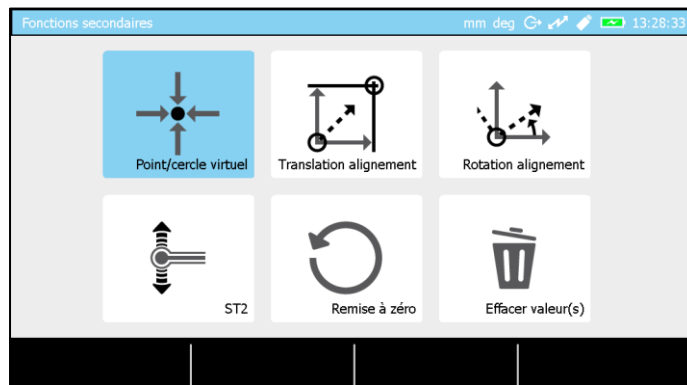 Fonctions secondaires mm deg 13:28:33
Point/cercle virtuel Translation alignement Rotation alignement
ST2 Remise à zéro Effacer valeur(s)